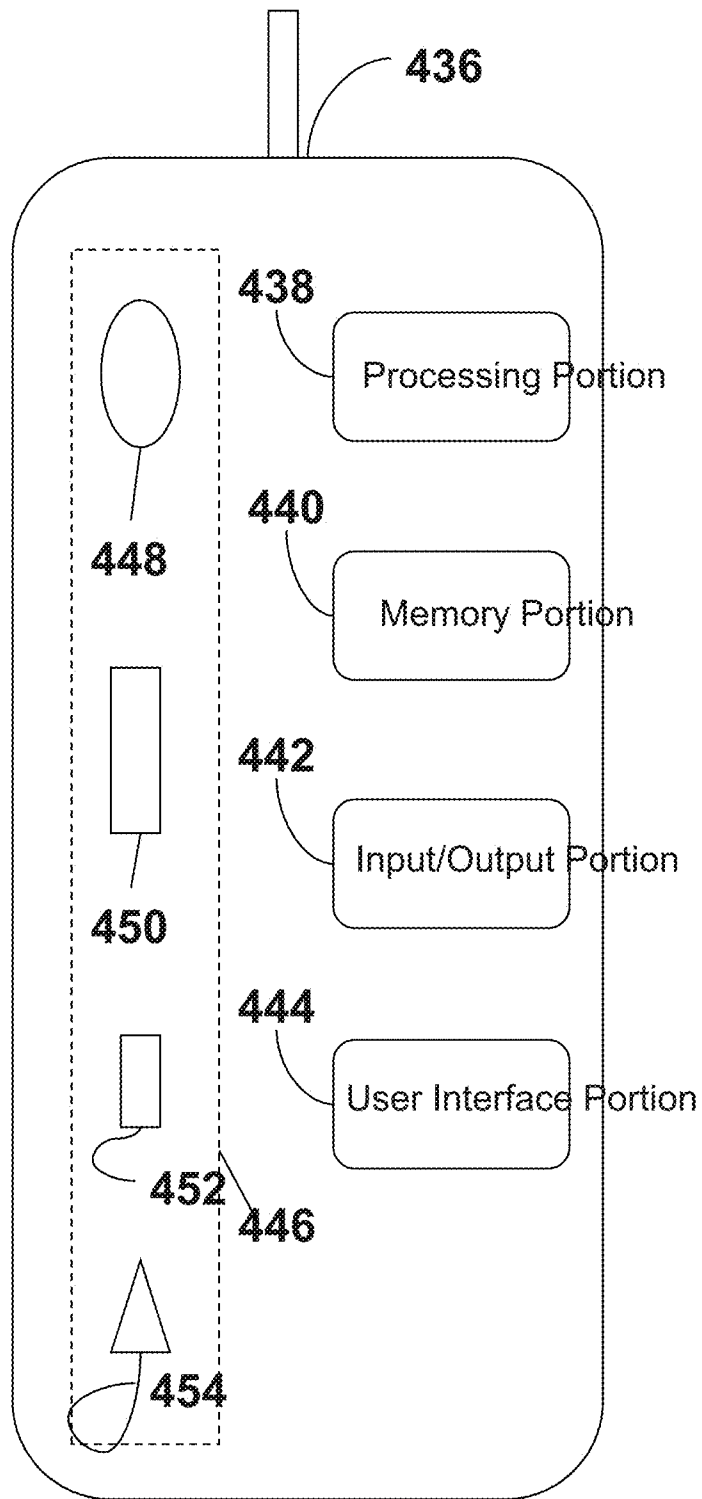 436
438
Processing Portion
448
440
Memory Portion
442
Input/Output Portion
450
444
User Interface Portion
452
446
454